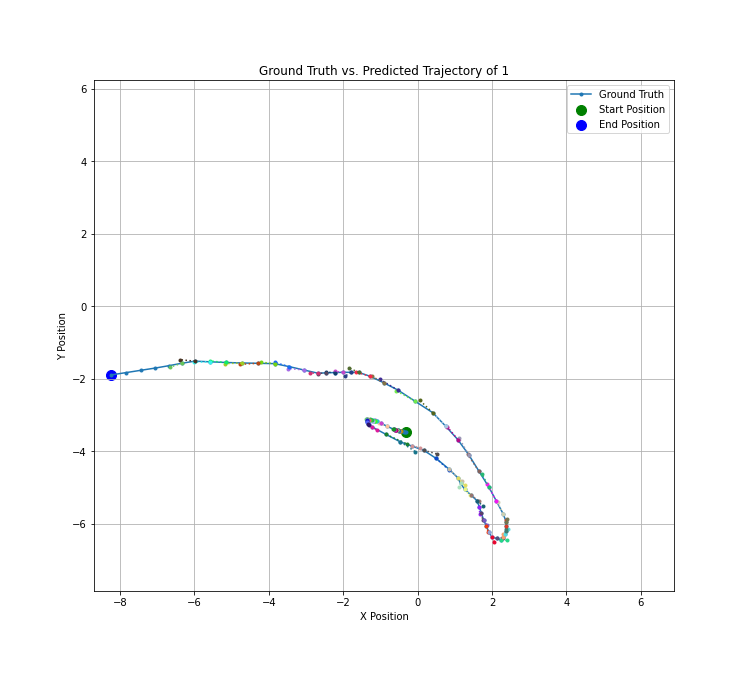 Ground Truth vs. Predicted Trajectory of 1
Ground Truth
Start Position
End Position
6
4
2
0
−2
−4
−6
Y Position
−8 −6 −4 −2 0 2 4 6
X Position